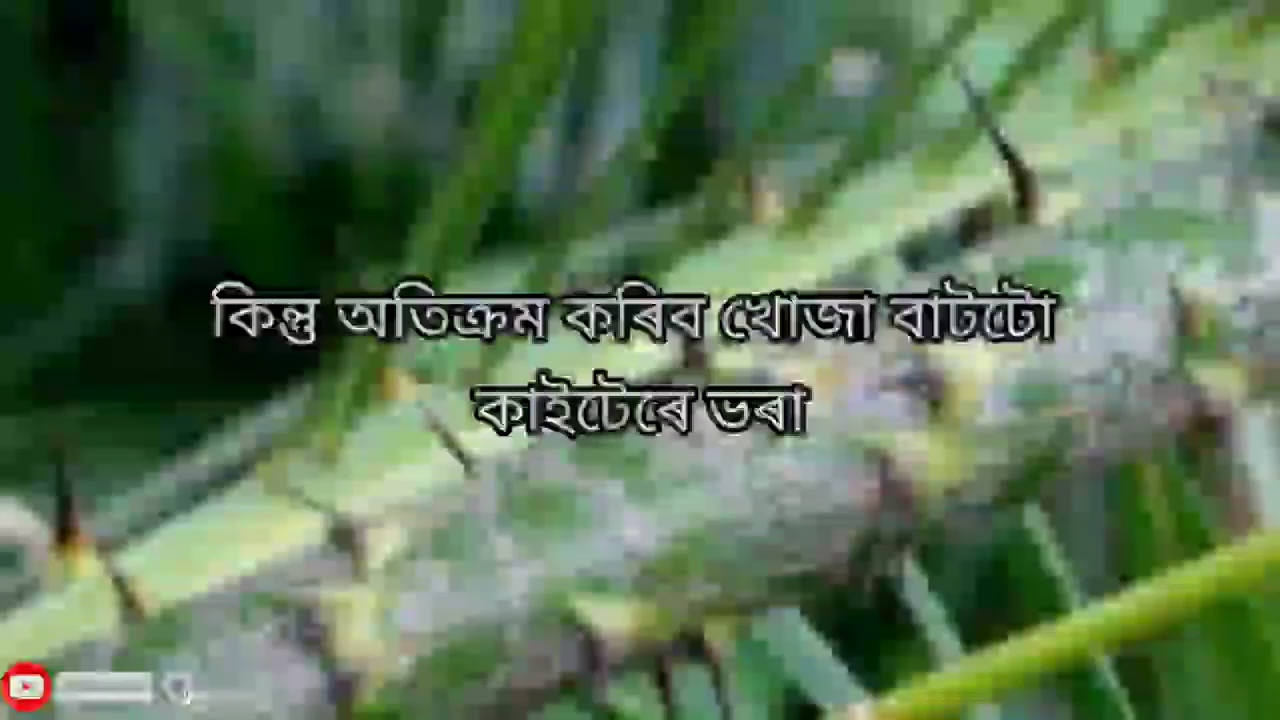 কিন্তু অতিক্ৰম কৰিব খোজা বাটটো
কাইটেৰে ভৰা